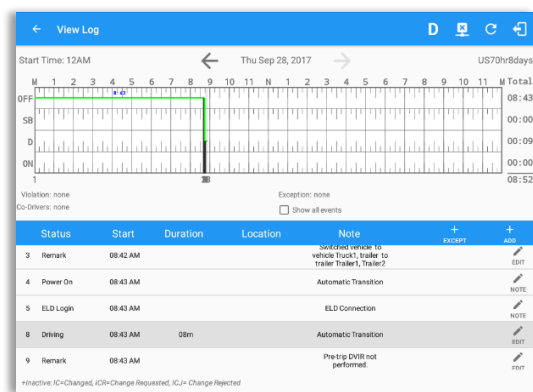 View Log
D
Start Time: 12AM
Thu Sep 28, 2017
US70hr8days
M 1 2 3 4 5 6 7 8 9 10 11 N 1 2 3 4 5 6 7 8 9 10 11 M Total
8:43
OFF 08:43
SB 00:00
D 00:09
ON 00:00
1 08:52
Violation: none
Exception: none
Co-Drivers: none
Show all events
Status Start Duration Location Note + EXCEPT + ADD
Switched vehicle to
3 Remark 08:42 AM vehicle Truck1, trailer to EDIT
trailer Trailer1, Trailer2
4 Power On 08:43 AM Automatic Transition NOTE
5 ELD Login 08:43 AM ELD Connection NOTE
8 Driving 08:43 AM 08m Automatic Transition EDIT
9 Remark 08:43 AM Pre-trip DVIR not EDIT
performed.
+Inactive: IC=Changed, ICR=Change Requested, ICJ= Change Rejected